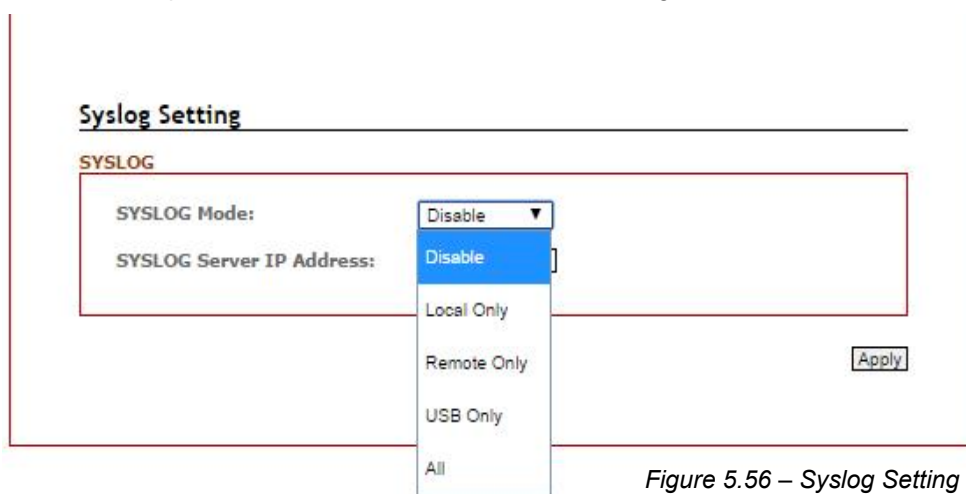 Syslog Setting
SYSLOG
SYSLOG Mode:
Disable
SYSLOG Server IP Address:
Disable
Local Only
Remote Only
Apply
USB Only
All
Figure 5.56 – Syslog Setting